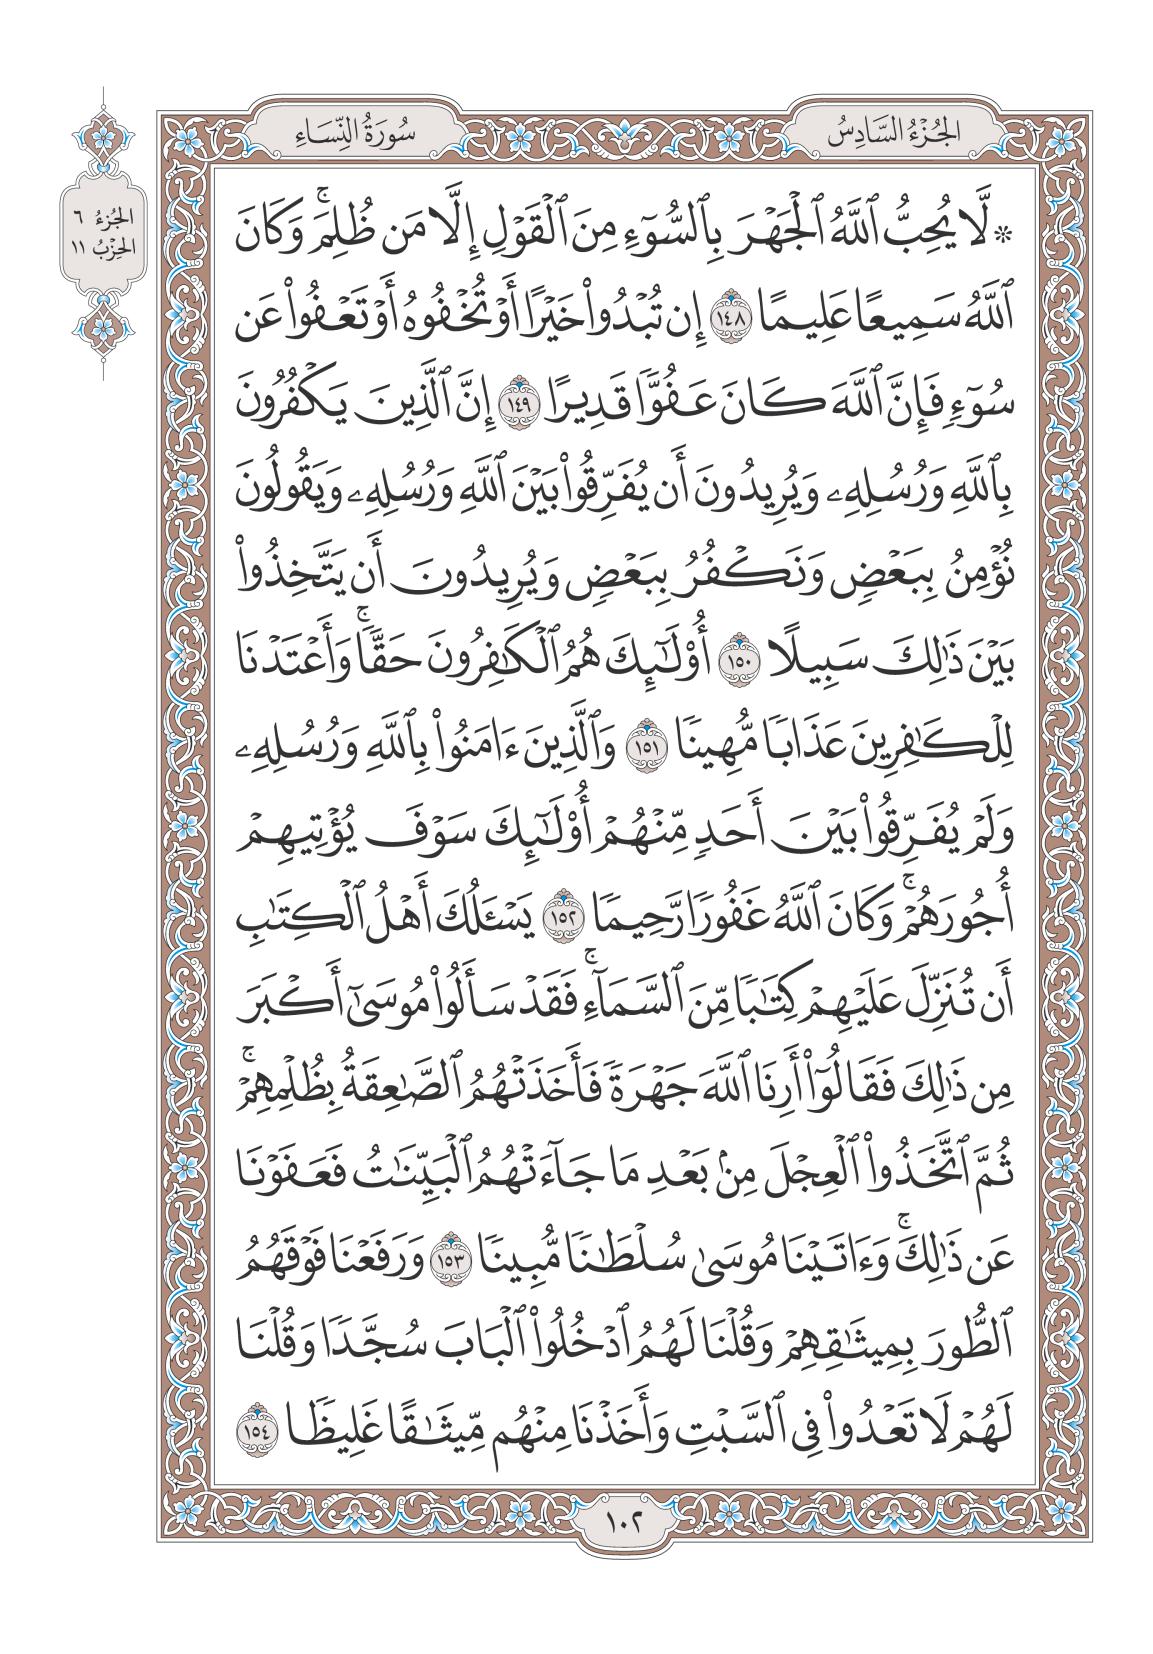 الجُزْءُ السَّادِسُ
سُورَةُ النِّسَاءِ
الجُزءُ ٦
الحِزْبُ ١١
۞ لَّا يُحِبُّ ٱللَّهُ ٱلْجَهْرَ بِٱلسُّوٓءِ مِنَ ٱلْقَوْلِ إِلَّا مَن ظُلِمَۚ وَكَانَ
ٱللَّهُ سَمِيعًا عَلِيمًا ١٤٨ إِن تُبْدُوا۟ خَيْرًا أَوْ تُخْفُوهُ أَوْ تَعْفُوا۟ عَن
سُوٓءٍ فَإِنَّ ٱللَّهَ كَانَ عَفُوًّا قَدِيرًا ١٤٩ إِنَّ ٱلَّذِينَ يَكْفُرُونَ
بِٱللَّهِ وَرُسُلِهِۦ وَيُرِيدُونَ أَن يُفَرِّقُوا۟ بَيْنَ ٱللَّهِ وَرُسُلِهِۦ وَيَقُولُونَ
نُؤْمِنُ بِبَعْضٍ وَنَكْفُرُ بِبَعْضٍ وَيُرِيدُونَ أَن يَتَّخِذُوا۟
بَيْنَ ذَٰلِكَ سَبِيلًا ١٥٠ أُو۟لَٰٓئِكَ هُمُ ٱلْكَٰفِرُونَ حَقًّاۚ وَأَعْتَدْنَا
لِلْكَٰفِرِينَ عَذَابًا مُّهِينًا ١٥١ وَٱلَّذِينَ ءَامَنُوا۟ بِٱللَّهِ وَرُسُلِهِۦ
وَلَمْ يُفَرِّقُوا۟ بَيْنَ أَحَدٍ مِّنْهُمْ أُو۟لَٰٓئِكَ سَوْفَ يُؤْتِيهِمْ
أُجُورَهُمْۚ وَكَانَ ٱللَّهُ غَفُورًا رَّحِيمًا ١٥٢ يَسْـَٔلُكَ أَهْلُ ٱلْكِتَٰبِ
أَن تُنَزِّلَ عَلَيْهِمْ كِتَٰبًا مِّنَ ٱلسَّمَآءِۚ فَقَدْ سَأَلُوا۟ مُوسَىٰٓ أَكْبَرَ
مِن ذَٰلِكَ فَقَالُوٓا۟ أَرِنَا ٱللَّهَ جَهْرَةً فَأَخَذَتْهُمُ ٱلصَّٰعِقَةُ بِظُلْمِهِمْۚ
ثُمَّ ٱتَّخَذُوا۟ ٱلْعِجْلَ مِنۢ بَعْدِ مَا جَآءَتْهُمُ ٱلْبَيِّنَٰتُ فَعَفَوْنَا
عَن ذَٰلِكَۚ وَءَاتَيْنَا مُوسَىٰ سُلْطَٰنًا مُّبِينًا ١٥٣ وَرَفَعْنَا فَوْقَهُمُ
ٱلطُّورَ بِمِيثَٰقِهِمْ وَقُلْنَا لَهُمُ ٱدْخُلُوا۟ ٱلْبَابَ سُجَّدًا وَقُلْنَا
لَهُمْ لَا تَعْدُوا۟ فِى ٱلسَّبْتِ وَأَخَذْنَا مِنْهُم مِّيثَٰقًا غَلِيظًا ١٥٤
١٠٢